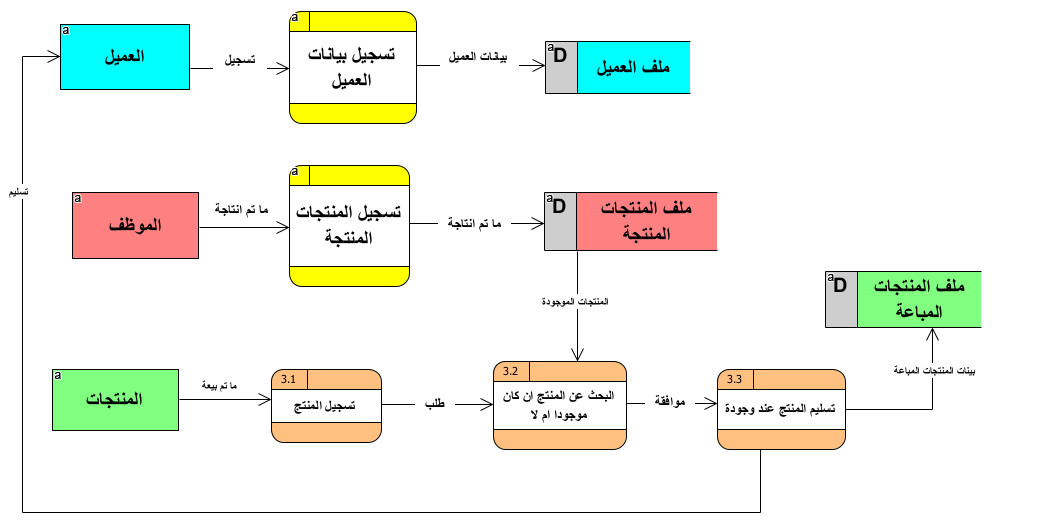 a
العميل
تسجيل
a
تسجيل بيانات
العميل
بيانات العميل
a
D
ملف العميل
تسليم
a
الموظف
ما تم انتاجة
a
تسجيل المنتجات
المنتجة
ما تم انتاجة
a
D
ملف المنتجات
المنتجة
المنتجات الموجودة
a
D
ملف المنتجات
المباعة
a
المنتجات
ما تم بيعة
3.1
تسجيل المنتج
طلب
3.2
البحث عن المنتج ان كان
موجودا ام لا
موافقة
3.3
تسليم المنتج عند وجودة
بينات المنتجات المباعة